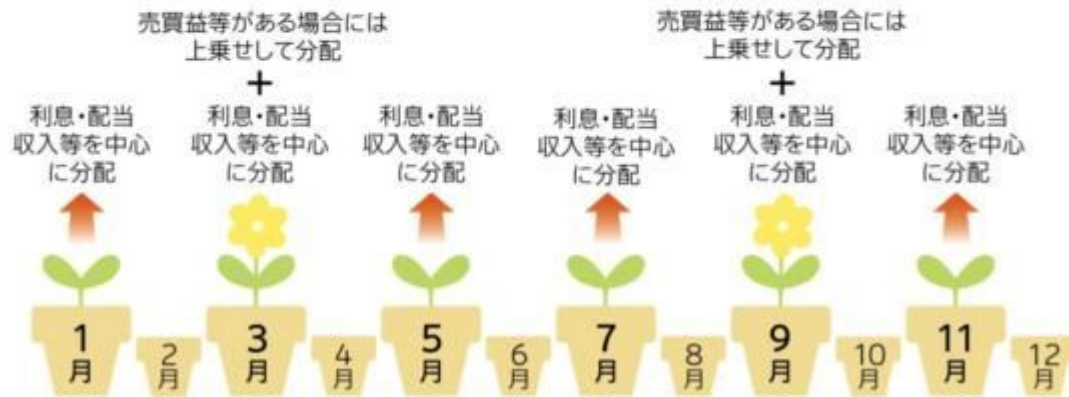 売買益等がある場合には
上乗せして分配
+
利息・配当
収入等を中心
に分配
利息・配当
収入等を中心
に分配
利息・配当
収入等を中心
に分配
売買益等がある場合には
上乗せして分配
+
利息・配当
収入等を中心
に分配
利息・配当
収入等を中心
に分配
利息・配当
収入等を中心
に分配
1
月
2
月
3
月
4
月
5
月
6
月
7
月
8
月
9
月
10
月
11
月
12
月